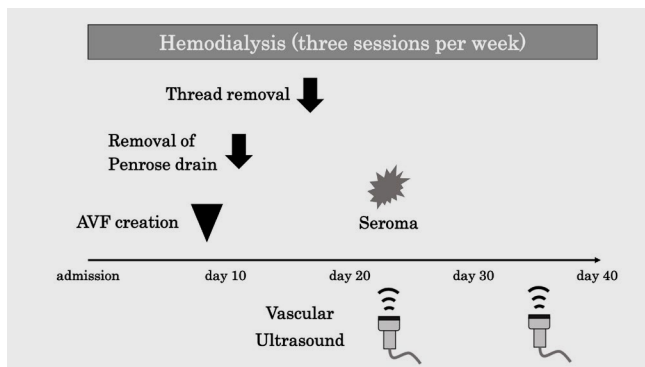 Hemodialysis (three sessions per week)
Thread removal
Removal of
Penrose drain
AVF creation
Seroma
admission
day 10
day 20
day 30
day 40
Vascular
Ultrasound